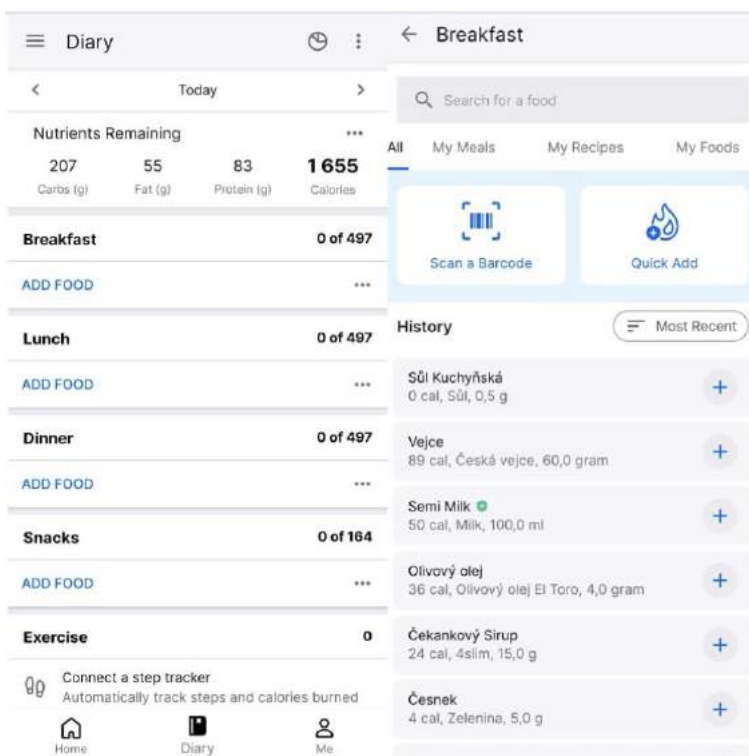 Diary
Today
Nutrients Remaining
207 55 83 1 655
Carbs (g) Fat (g) Protein (g) Calories
Breakfast 0 of 497
ADD FOOD
Lunch 0 of 497
ADD FOOD
Dinner 0 of 497
ADD FOOD
Snacks 0 of 164
ADD FOOD
Exercise 0
Connect a step tracker
Automatically track steps and calories burned
Home Diary Me
Breakfast
Search for a food
All My Meals My Recipes My Foods
Scan a Barcode Quick Add
History Most Recent
Sůl Kuchyňská
0 cal, Sůl, 0,5 g
Vejce
89 cal, Česká vejce, 60,0 gram
Semi Milk
50 cal, Milk, 100,0 ml
Olivový olej
36 cal, Olivový olej El Toro, 4,0 gram
Čekankový Sirup
24 cal, 4slim, 15,0 g
Česnek
4 cal, Zelenina, 5,0 g